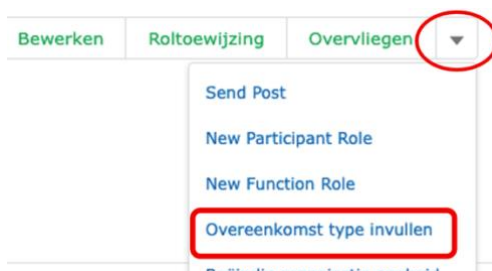 Bewerken Roltoewijzing Overvliegen
Send Post
New Participant Role
New Function Role
Overeenkomst type invullen